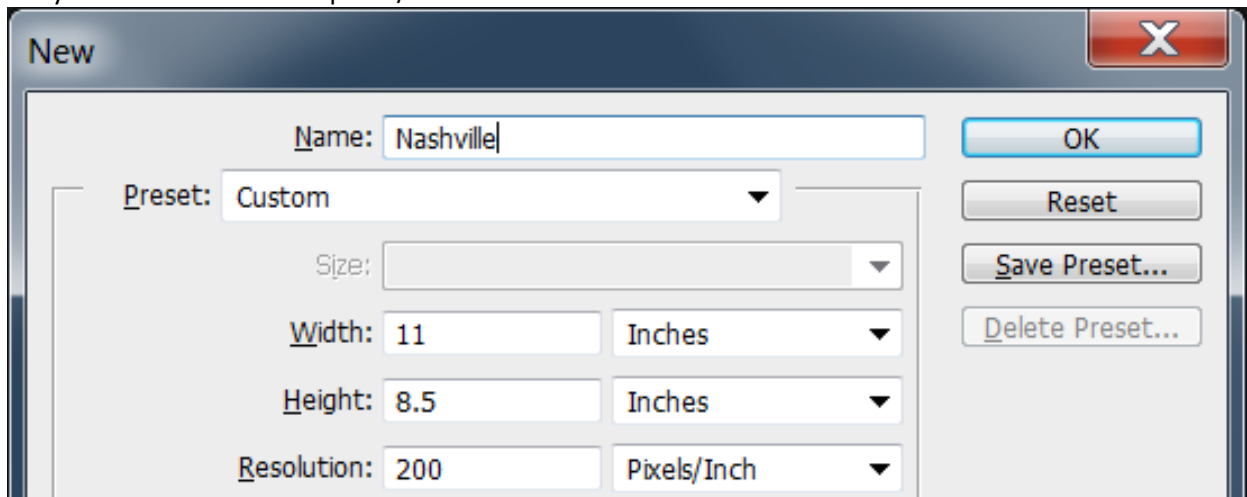 New
Name: Nashville
OK
Preset: Custom
Reset
Size:
Save Preset...
Width: 11 Inches
Delete Preset...
Height: 8.5 Inches
Resolution: 200 Pixels/Inch